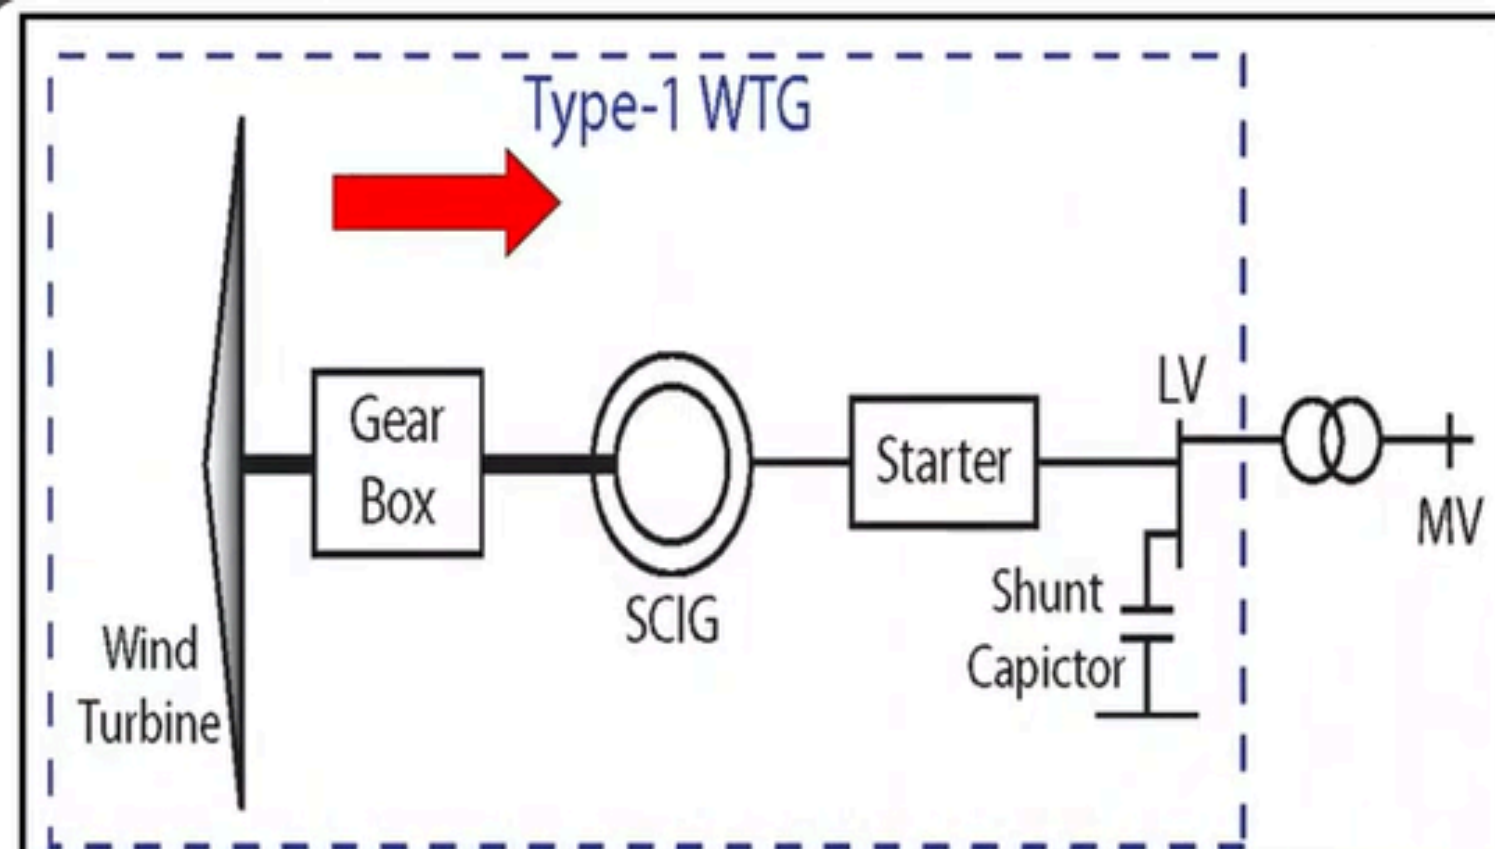 Type-1 WTG
Gear
Box
SCIG
Starter
LV
MV
Shunt
Capictor
Wind
Turbine